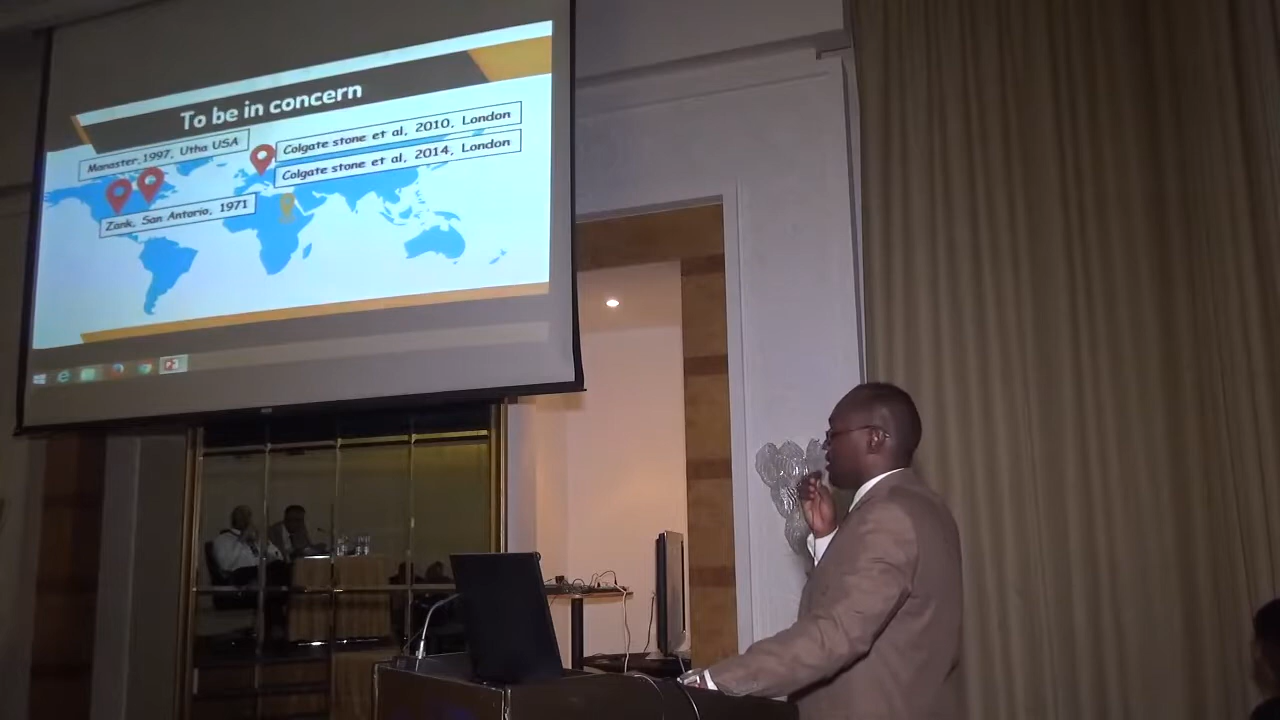 To be in concern
Monaster,1997, Utha USA
Colgate stone et al, 2010, London
Colgate stone et al, 2014, London
Zank, San Antorio, 1971